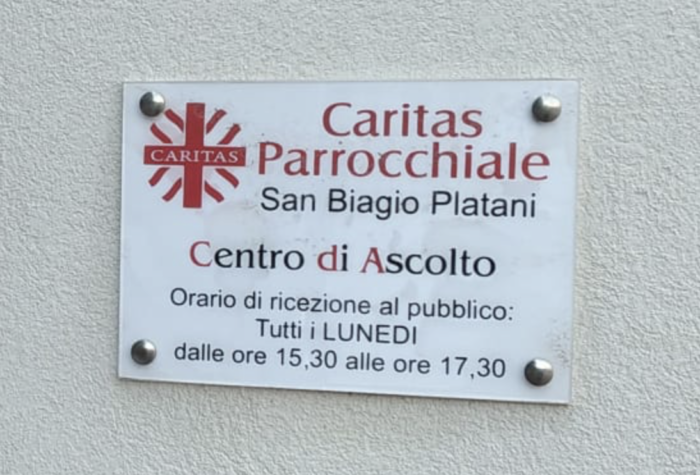 CARITAS
Caritas
Parrocchiale
San Biagio Platani
Centro di Ascolto
Orario di ricezione al pubblico:
Tutti i LUNEDI
dalle ore 15,30 alle ore 17,30